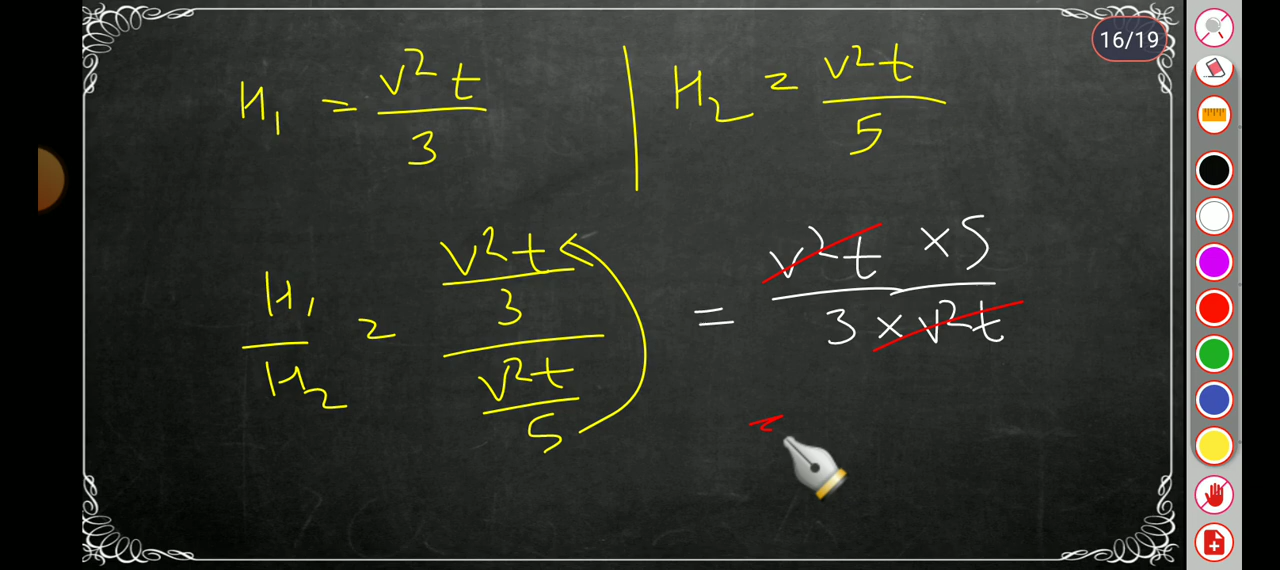 16/19
H₁ = v²t / 3 | H₂ = v²t / 5
H₁ / H₂ = (v²t / 3) / (v²t / 5) = v²t × 5 / 3 × v²t
=